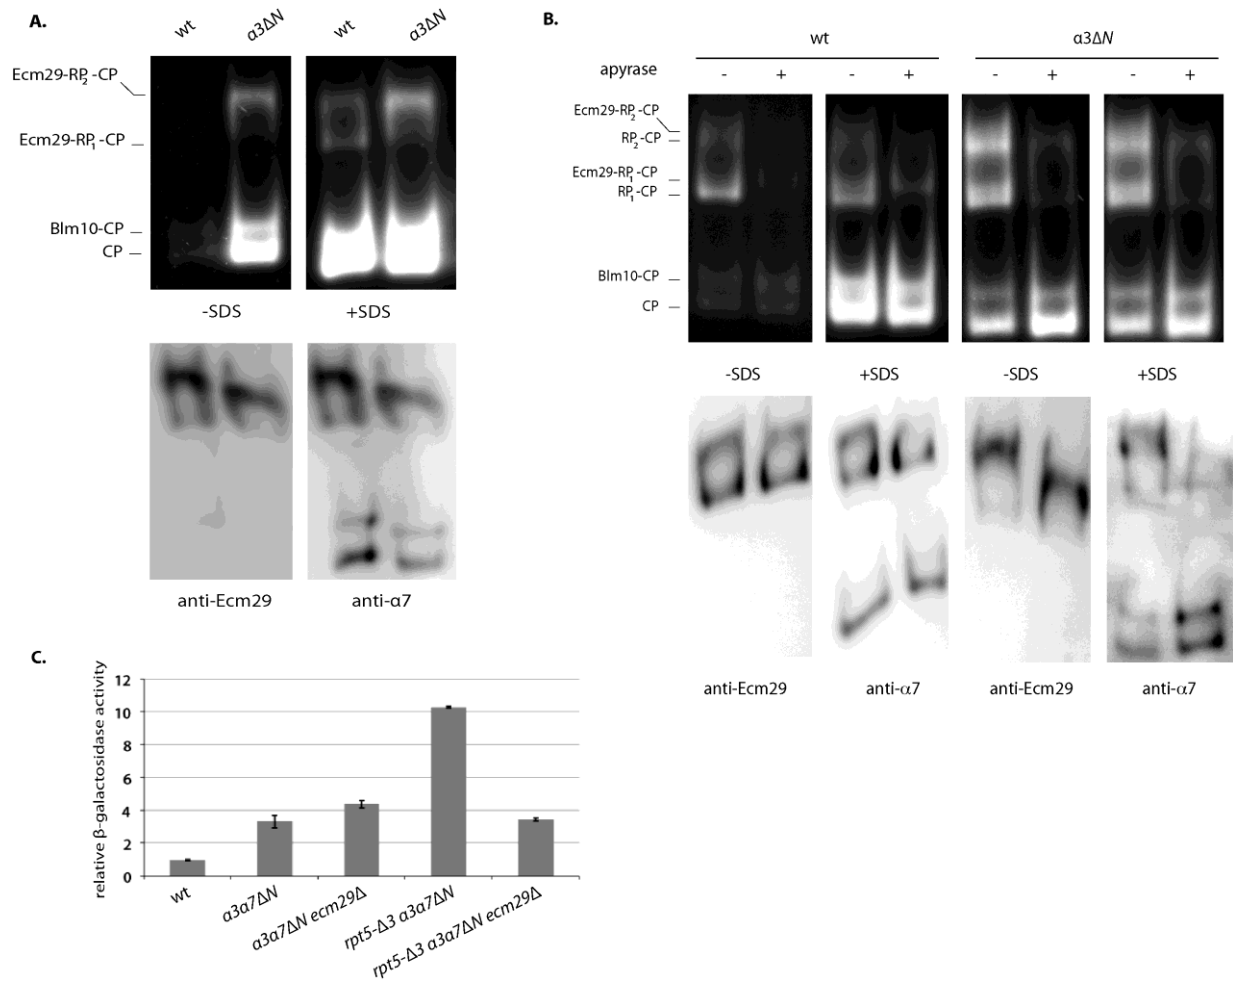 A.
wt α3ΔN wt α3ΔN
Ecm29-RP2-CP
Ecm29-RP1-CP
Blm10-CP
CP
-SDS +SDS
anti-Ecm29 anti-α7
B.
wt α3ΔN
apyrase - + - + - + - +
Ecm29-RP2-CP
RP2-CP
Ecm29-RP1-CP
RP1-CP
Blm10-CP
CP
-SDS +SDS -SDS +SDS
anti-Ecm29 anti-α7 anti-Ecm29 anti-α7
C.
relative β-galactosidase activity
12
10
8
6
4
2
0
wt
α3α7ΔN
α3α7ΔN ecm29Δ
rpt5-Δ3 α3α7ΔN
rpt5-Δ3 α3α7ΔN ecm29Δ